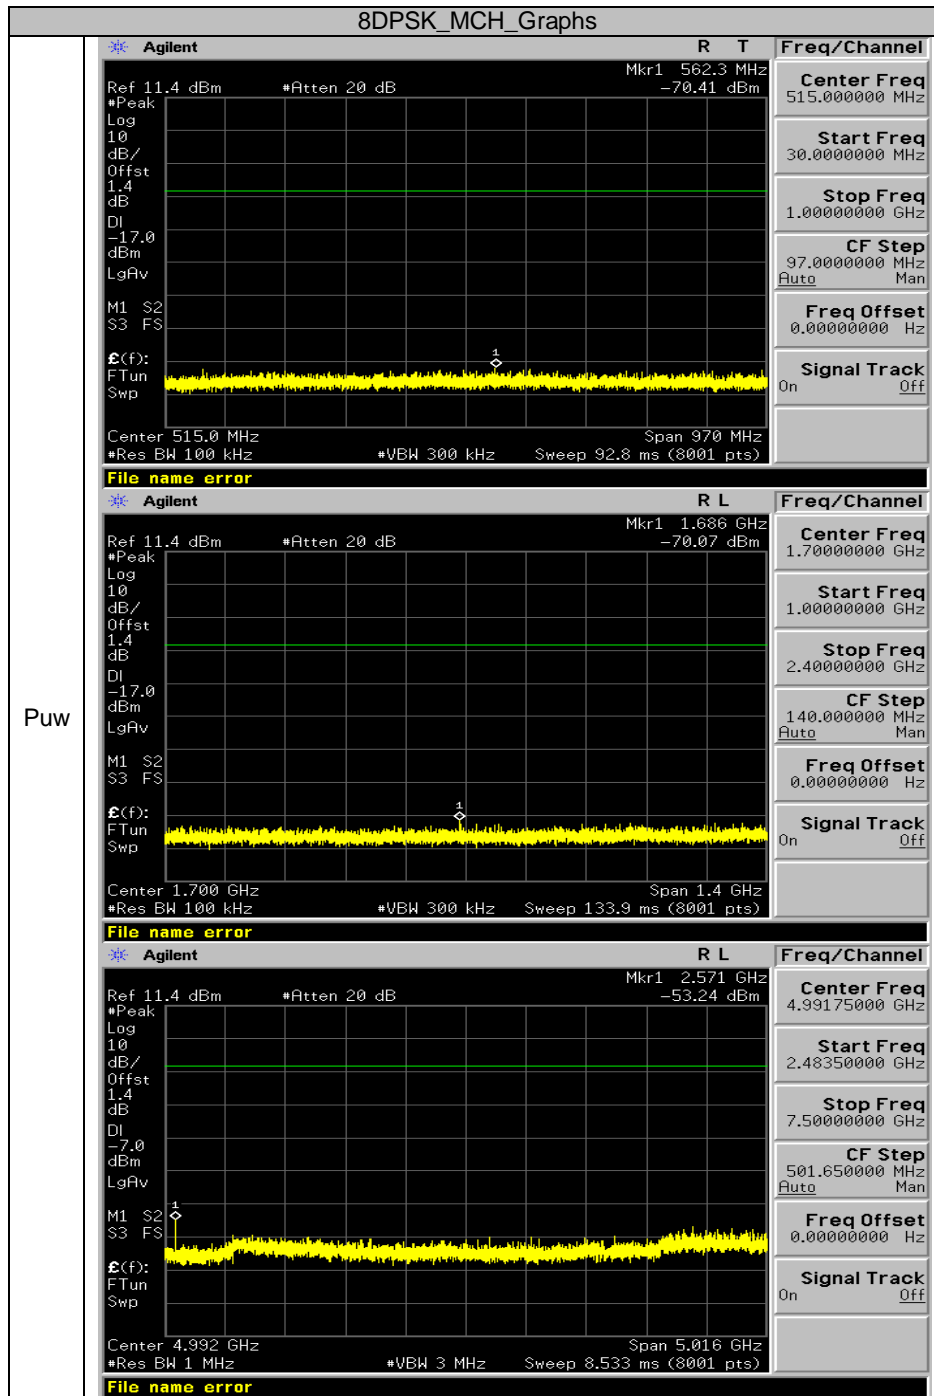 8DPSK_MCH_Graphs
Puw
Agilent R T Freq/Channel
Mkr1 562.3 MHz
Ref 11.4 dBm #Atten 20 dB -70.41 dBm
#Peak
Log
10
dB/
Offst
1.4
dB
DI
-17.0
dBm
LgAv
M1 S2
S3 FS
£(f):
FTun
Swp
1
Center 515.0 MHz Span 970 MHz
#Res BW 100 kHz #VBW 300 kHz Sweep 92.8 ms (8001 pts)
File name error
Center Freq
515.000000 MHz
Start Freq
30.0000000 MHz
Stop Freq
1.00000000 GHz
CF Step
97.0000000 MHz
Auto Man
Freq Offset
0.00000000 Hz
Signal Track
On Off
Agilent R L Freq/Channel
Mkr1 1.686 GHz
Ref 11.4 dBm #Atten 20 dB -70.07 dBm
#Peak
Log
10
dB/
Offst
1.4
dB
DI
-17.0
dBm
LgAv
M1 S2
S3 FS
£(f):
FTun
Swp
1
Center 1.700 GHz Span 1.4 GHz
#Res BW 100 kHz #VBW 300 kHz Sweep 133.9 ms (8001 pts)
File name error
Center Freq
1.70000000 GHz
Start Freq
1.00000000 GHz
Stop Freq
2.40000000 GHz
CF Step
140.000000 MHz
Auto Man
Freq Offset
0.00000000 Hz
Signal Track
On Off
Agilent R L Freq/Channel
Mkr1 2.571 GHz
Ref 11.4 dBm #Atten 20 dB -53.24 dBm
#Peak
Log
10
dB/
Offst
1.4
dB
DI
-7.0
dBm
LgAv
M1 S2
S3 FS
£(f):
FTun
Swp
1
Center 4.992 GHz Span 5.016 GHz
#Res BW 1 MHz #VBW 3 MHz Sweep 8.533 ms (8001 pts)
File name error
Center Freq
4.99175000 GHz
Start Freq
2.48350000 GHz
Stop Freq
7.50000000 GHz
CF Step
501.650000 MHz
Auto Man
Freq Offset
0.00000000 Hz
Signal Track
On Off